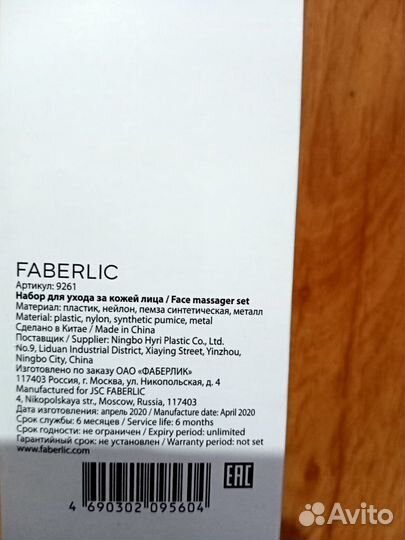 FABERLIC
Артикул: 9261
Набор для ухода за кожей лица / Face massager set
Материал: пластик, нейлон, пемза синтетическая, металл
Material: plastic, nylon, synthetic pumice, metal
Сделано в Китае / Made in China
Поставщик / Supplier: Ningbo Hyri Plastic Co., Ltd.
No.9, Liduan Industrial District, Xiaying Street, Yinzhou,
Ningbo City, China
Изготовлено по заказу ОАО «ФАБЕРЛИК»
117403 Россия, г. Москва, ул. Никопольская, д. 4
Manufactured for JSC FABERLIC
4, Nikopolskaya str., Moscow, Russia, 117403
Дата изготовления: апрель 2020 / Manufacture date: April 2020
Срок службы: 6 месяцев / Service life: 6 months
Срок годности: не ограничен / Expiry period: unlimited
Гарантийный срок: не установлен / Warranty period: not set
www.faberlic.com
EAC
4 690302 095604
Avito